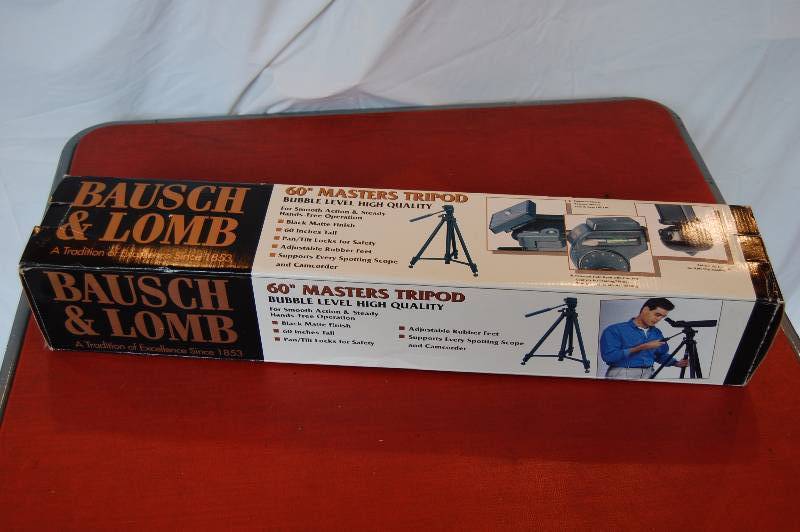 BAUSCH
& LOMB
A Tradition of Excellence Since 1853
60" MASTERS TRIPOD
BUBBLE LEVEL HIGH QUALITY
For Smooth Action & Steady
Hands-Free Operation
Black Matte Finish
60 Inches Tall
Pan/Tilt Locks for Safety
Adjustable Rubber Feet
Supports Every Spotting Scope
and Camcorder
BAUSCH
& LOMB
A Tradition of Excellence Since 1853
60" MASTERS TRIPOD
BUBBLE LEVEL HIGH QUALITY
For Smooth Action & Steady
Hands-Free Operation
Black Matte Finish
60 Inches Tall
Pan/Tilt Locks for Safety
Adjustable Rubber Feet
Supports Every Spotting Scope
and Camcorder